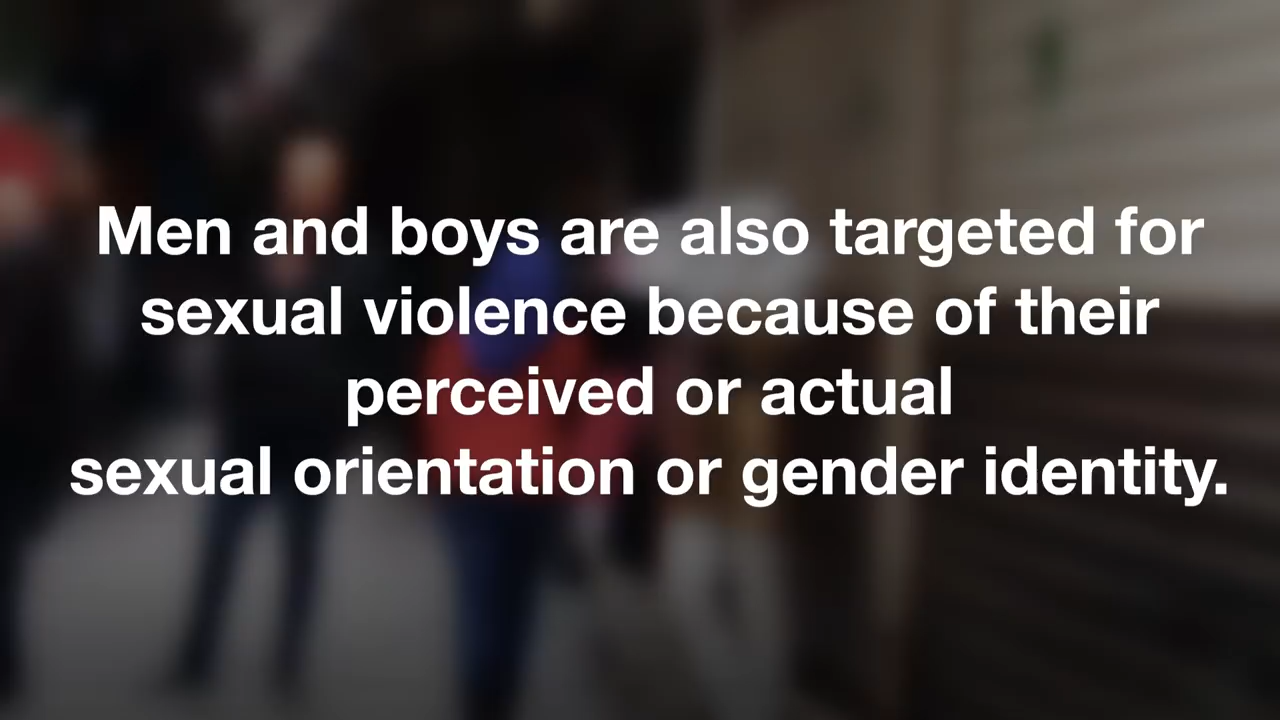 Men and boys are also targeted for
sexual violence because of their
perceived or actual
sexual orientation or gender identity.